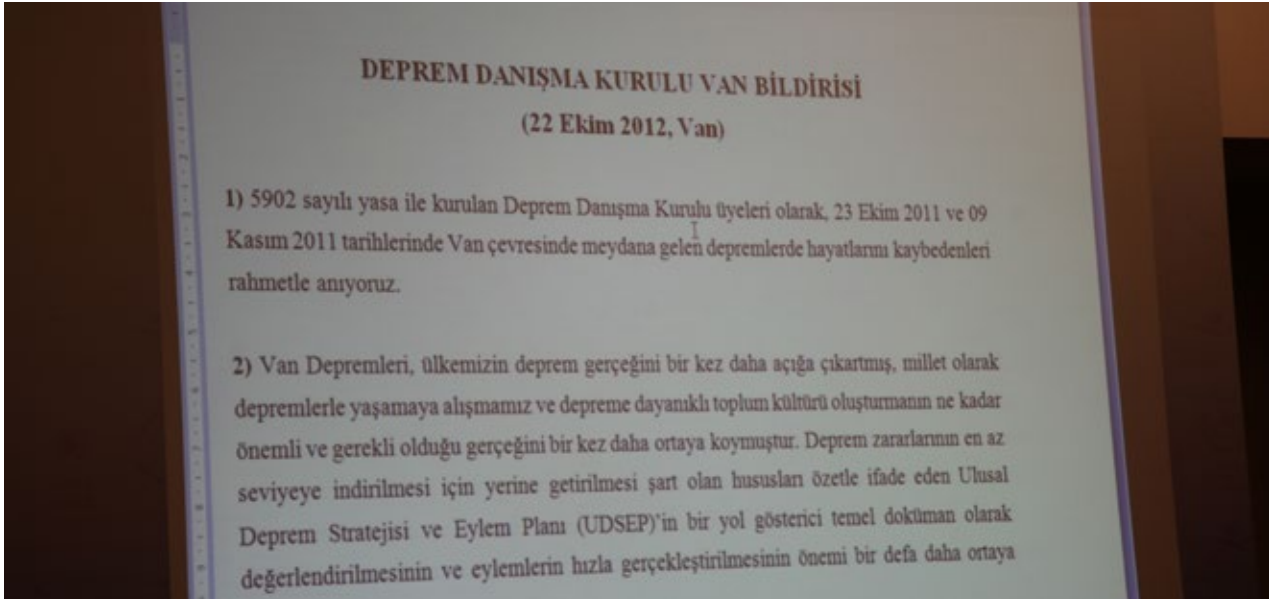 DEPREM DANIŞMA KURULU VAN BİLDİRİSİ
(22 Ekim 2012, Van)
1) 5902 sayılı yasa ile kurulan Deprem Danışma Kurulu üyeleri olarak, 23 Ekim 2011 ve 09
Kasım 2011 tarihlerinde Van çevresinde meydana gelen depremlerde hayatlarını kaybedenleri
rahmetle anıyoruz.
2) Van Depremleri, ülkemizin deprem gerçeğini bir kez daha açığa çıkartmış, millet olarak
depremlerle yaşamaya alışmamız ve depreme dayanıklı toplum kültürü oluşturmanın ne kadar
önemli ve gerekli olduğu gerçeğini bir kez daha ortaya koymuştur. Deprem zararlarının en az
seviyeye indirilmesi için yerine getirilmesi şart olan hususları özetle ifade eden Ulusal
Deprem Stratejisi ve Eylem Planı (UDSEP)'in bir yol gösterici temel doküman olarak
değerlendirilmesinin ve eylemlerin hızla gerçekleştirilmesinin önemi bir defa daha ortaya